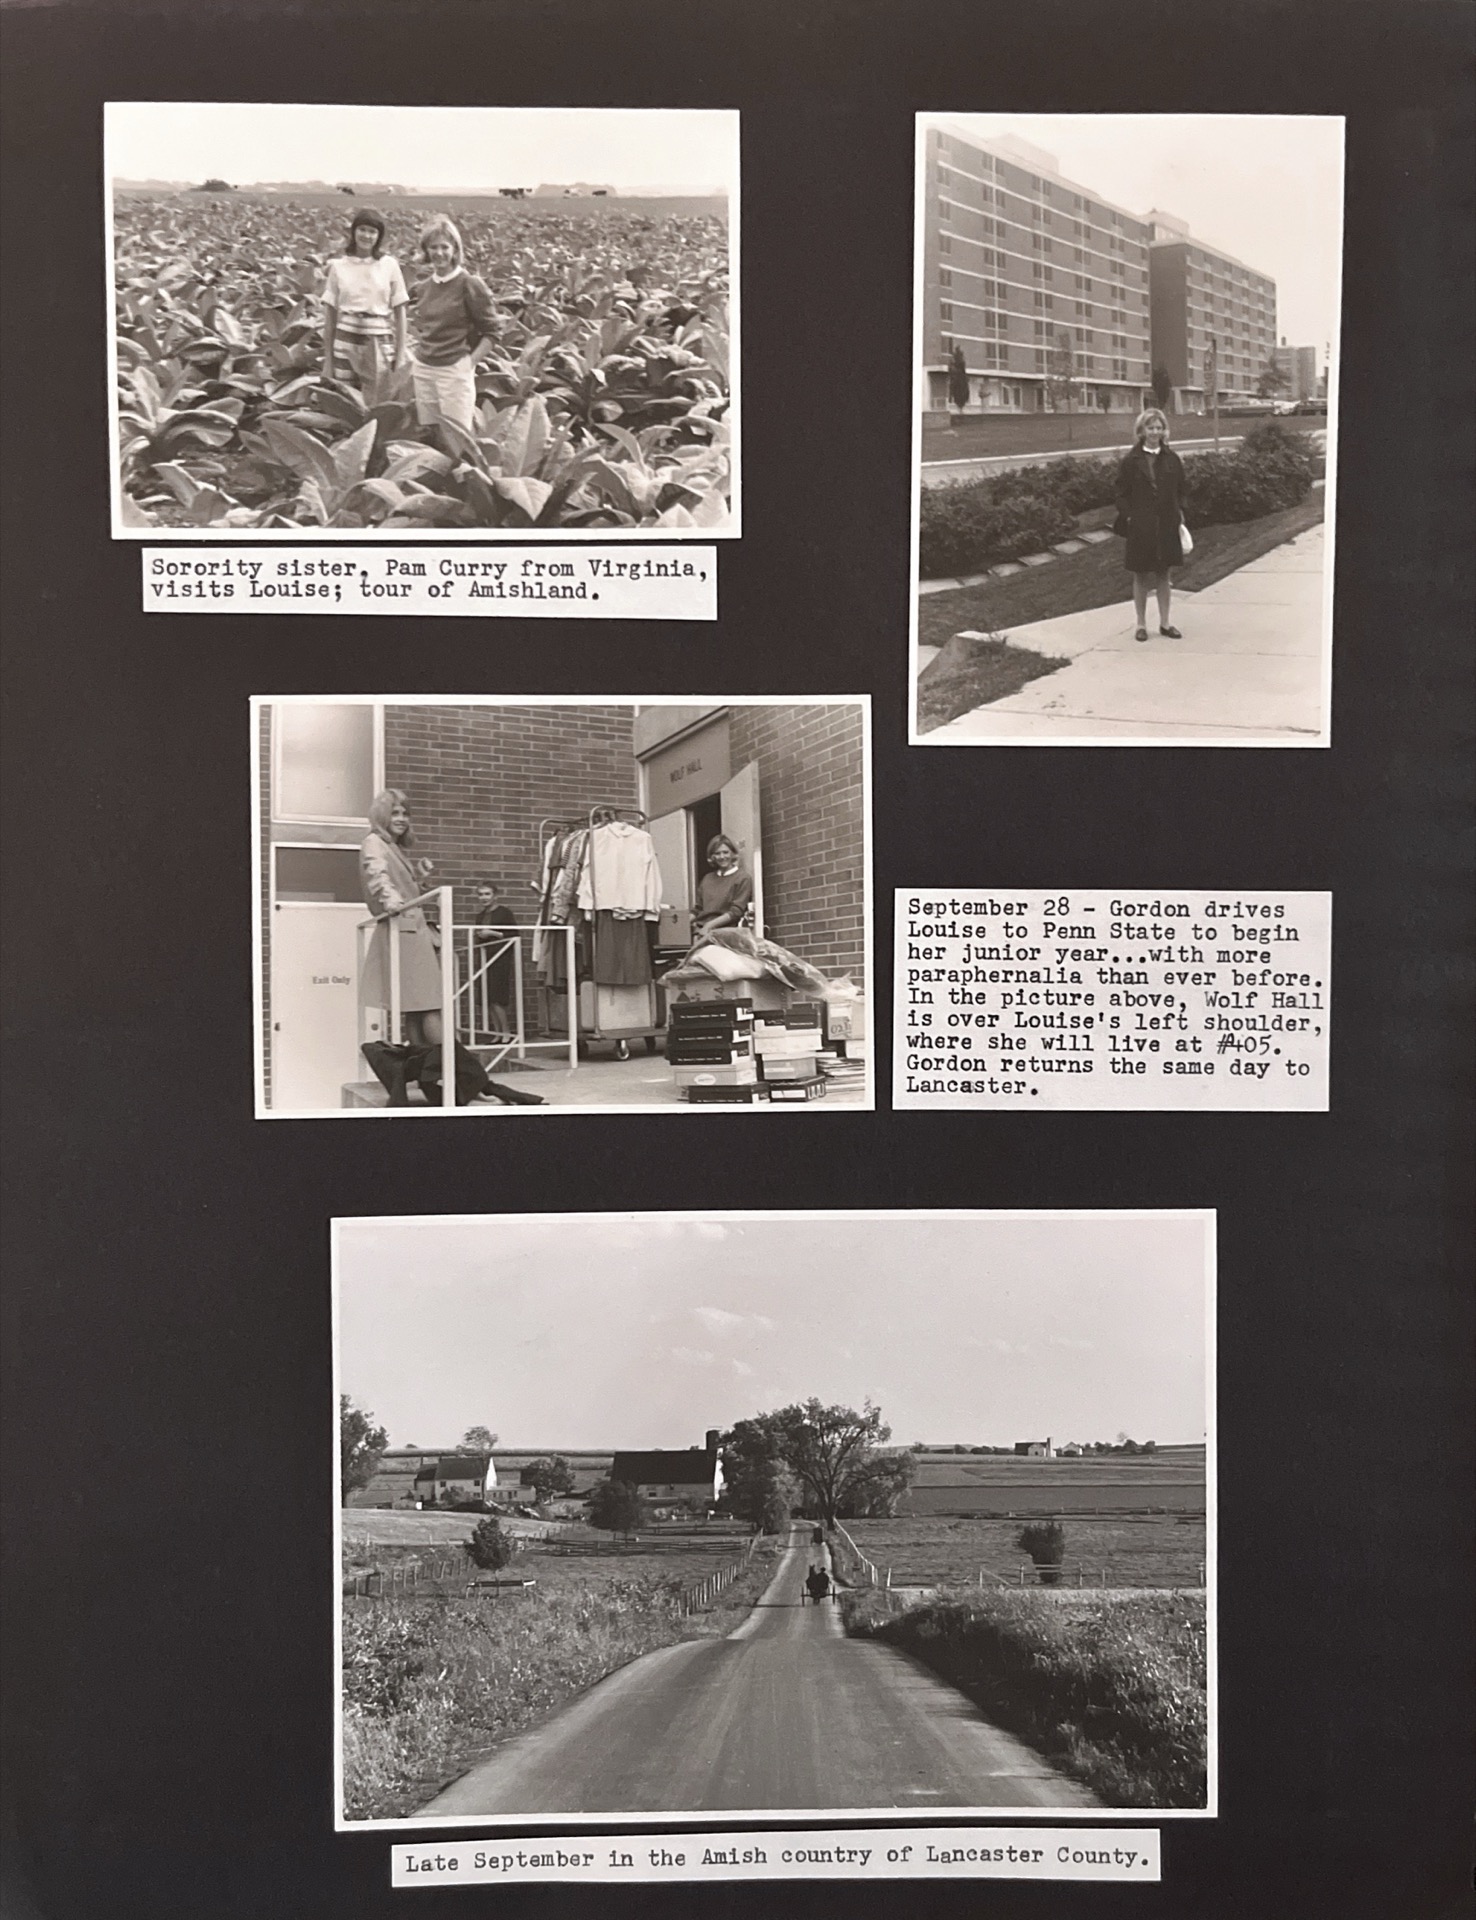 Sorority sister, Pam Curry from Virginia,
visits Louise; tour of Amishland.
WOLF HALL
Exit Only
September 28 - Gordon drives
Louise to Penn State to begin
her junior year...with more
paraphernalia than ever before.
In the picture above, Wolf Hall
is over Louise's left shoulder,
where she will live at #405.
Gordon returns the same day to
Lancaster.
Late September in the Amish country of Lancaster County.